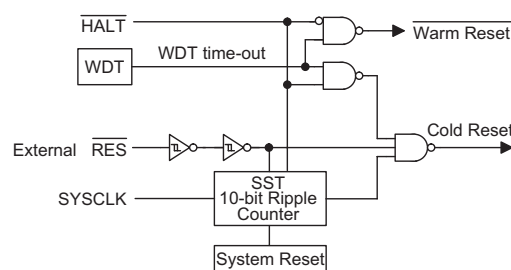 HALT
Warm Reset
WDT time-out
WDT
Cold Reset
External RES
SST
10-bit Ripple
Counter
SYSCLK
System Reset